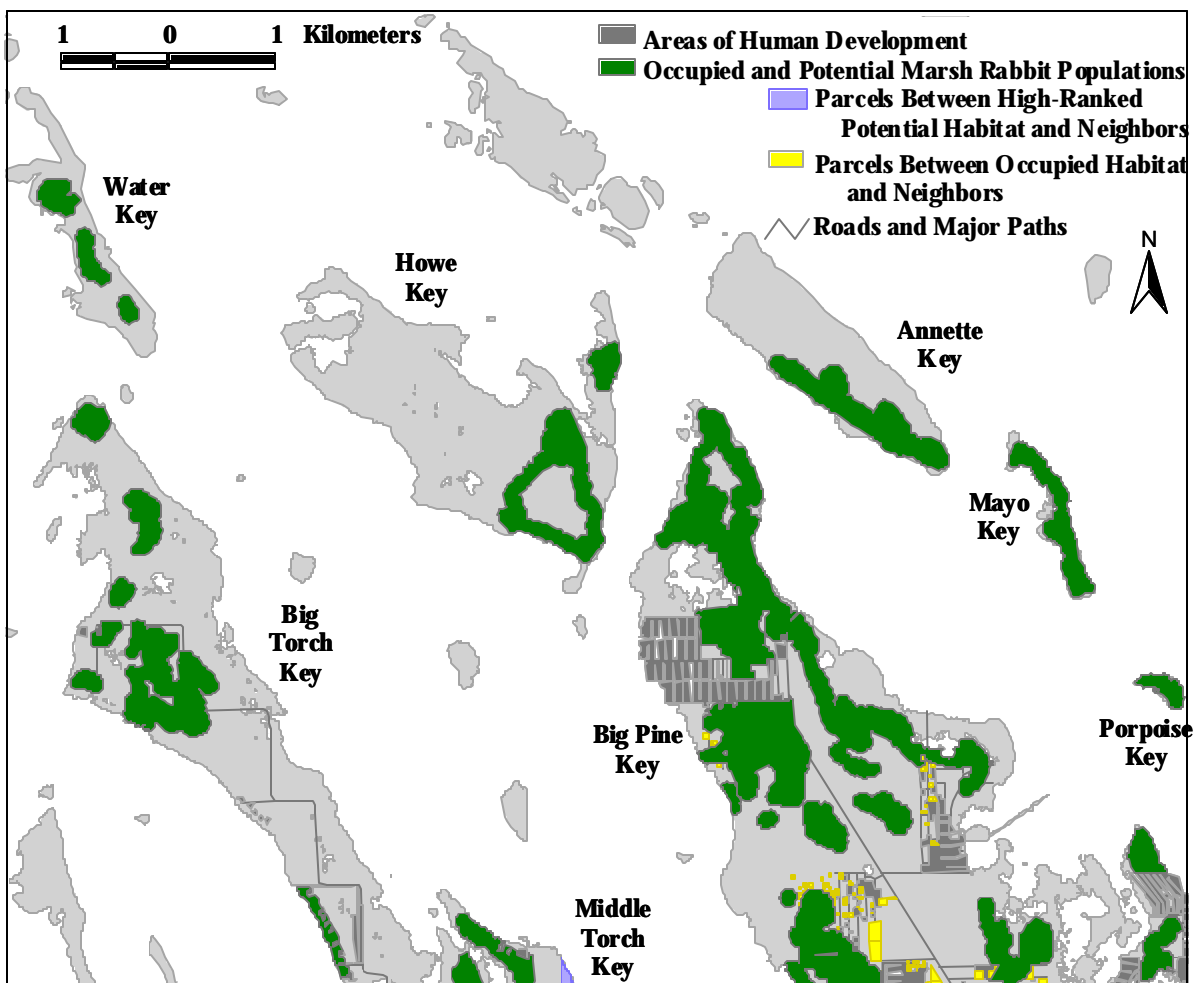 1 0 1 Kilometers
Areas of Human Development
Occupied and Potential Marsh Rabbit Populations
Parcels Between High-Ranked
Potential Habitat and Neighbors
Parcels Between Occupied Habitat
and Neighbors
Roads and Major Paths
N
Water
Key
Howe
Key
Annette
Key
Mayo
Key
Big
Torch
Key
Big Pine
Key
Porpoise
Key
Middle
Torch
Key